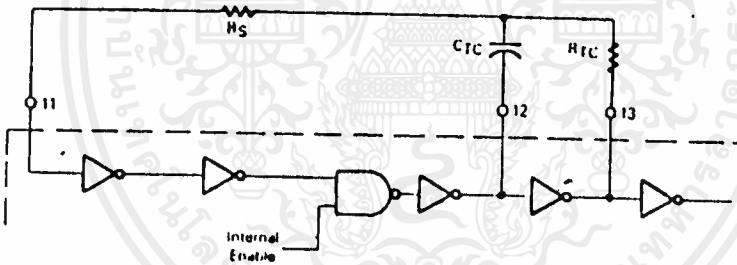 RS
CTC
RTC
11
12
13
Internal
Enable